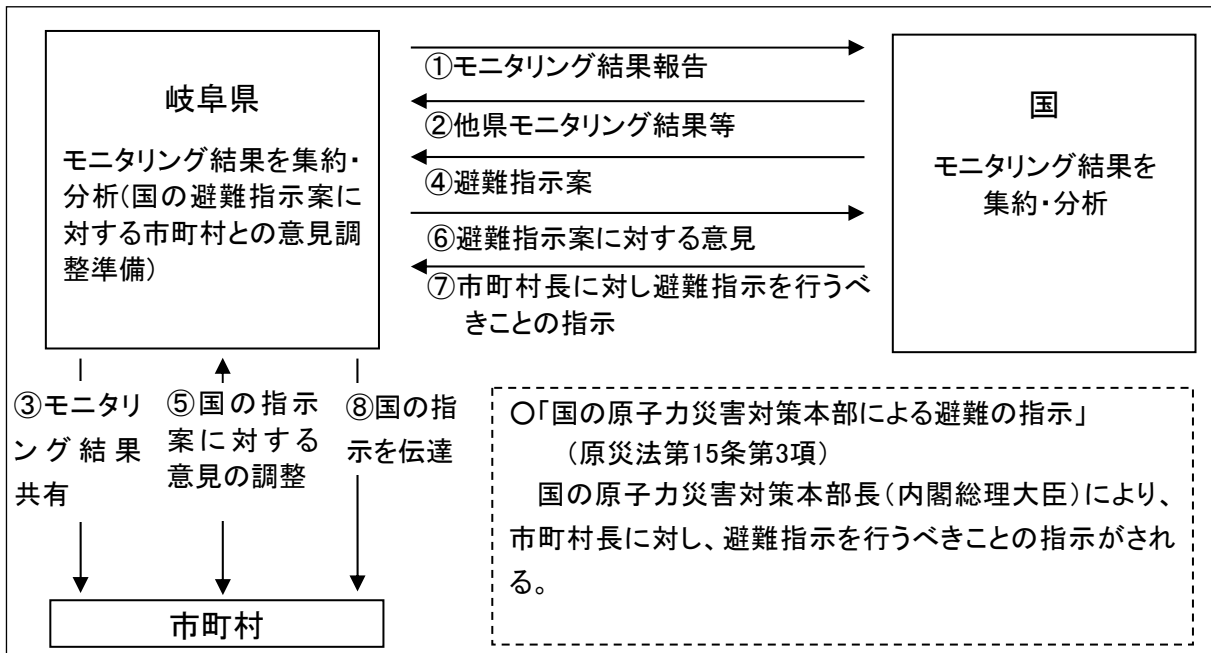 岐阜県
モニタリング結果を集約・
分析(国の避難指示案に
対する市町村との意見調
整準備)
①モニタリング結果報告
②他県モニタリング結果等
④避難指示案
⑥避難指示案に対する意見
⑦市町村長に対し避難指示を行うべ
きことの指示
国
モニタリング結果を
集約・分析
③モニタリ
ング結果
共有
⑤国の指示
案に対する
意見の調整
⑧国の指
示を伝達
市町村
○「国の原子力災害対策本部による避難の指示」
(原災法第15条第3項)
国の原子力災害対策本部長(内閣総理大臣)により、
市町村長に対し、避難指示を行うべきことの指示がされ
る。